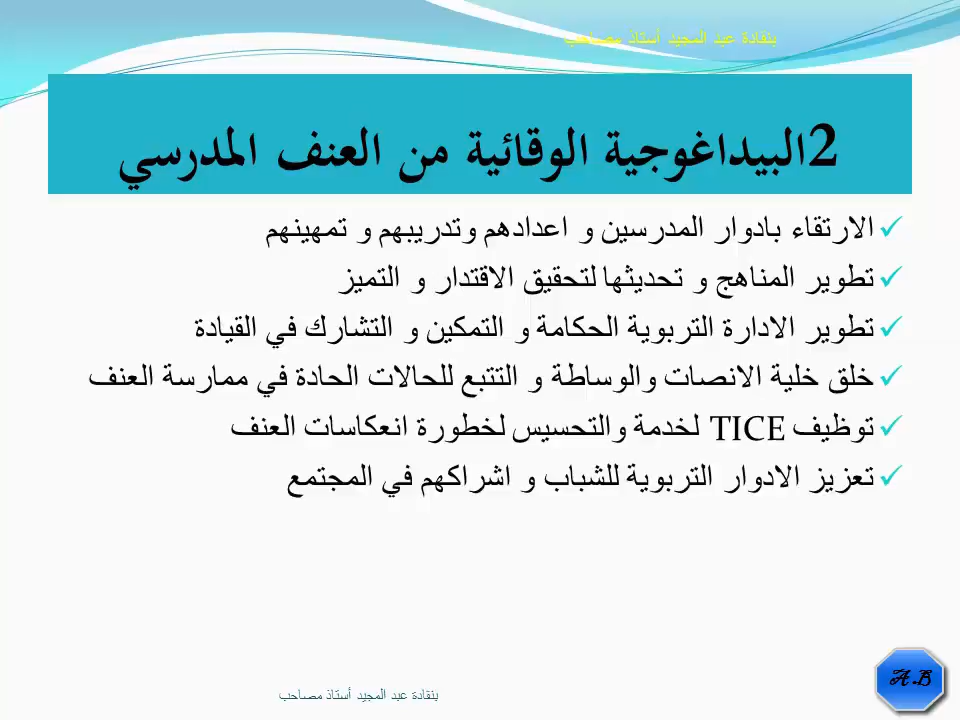 بنقادة عبد المجيد أستاذ مصاحب
2البيداغوجية الوقائية من العنف المدرسي
✓ الارتقاء بادوار المدرسين و اعدادهم وتدريبهم و تمهينهم
✓ تطوير المناهج و تحديثها لتحقيق الاقتدار و التميز
✓ تطوير الادارة التربوية الحكامة و التمكين و التشارك في القيادة
✓ خلق خلية الانصات والوساطة و التتبع للحالات الحادة في ممارسة العنف
✓ توظيف TICE لخدمة والتحسيس لخطورة انعكاسات العنف
✓ تعزيز الادوار التربوية للشباب و اشراكهم في المجتمع
بنقادة عبد المجيد أستاذ مصاحب
A.B